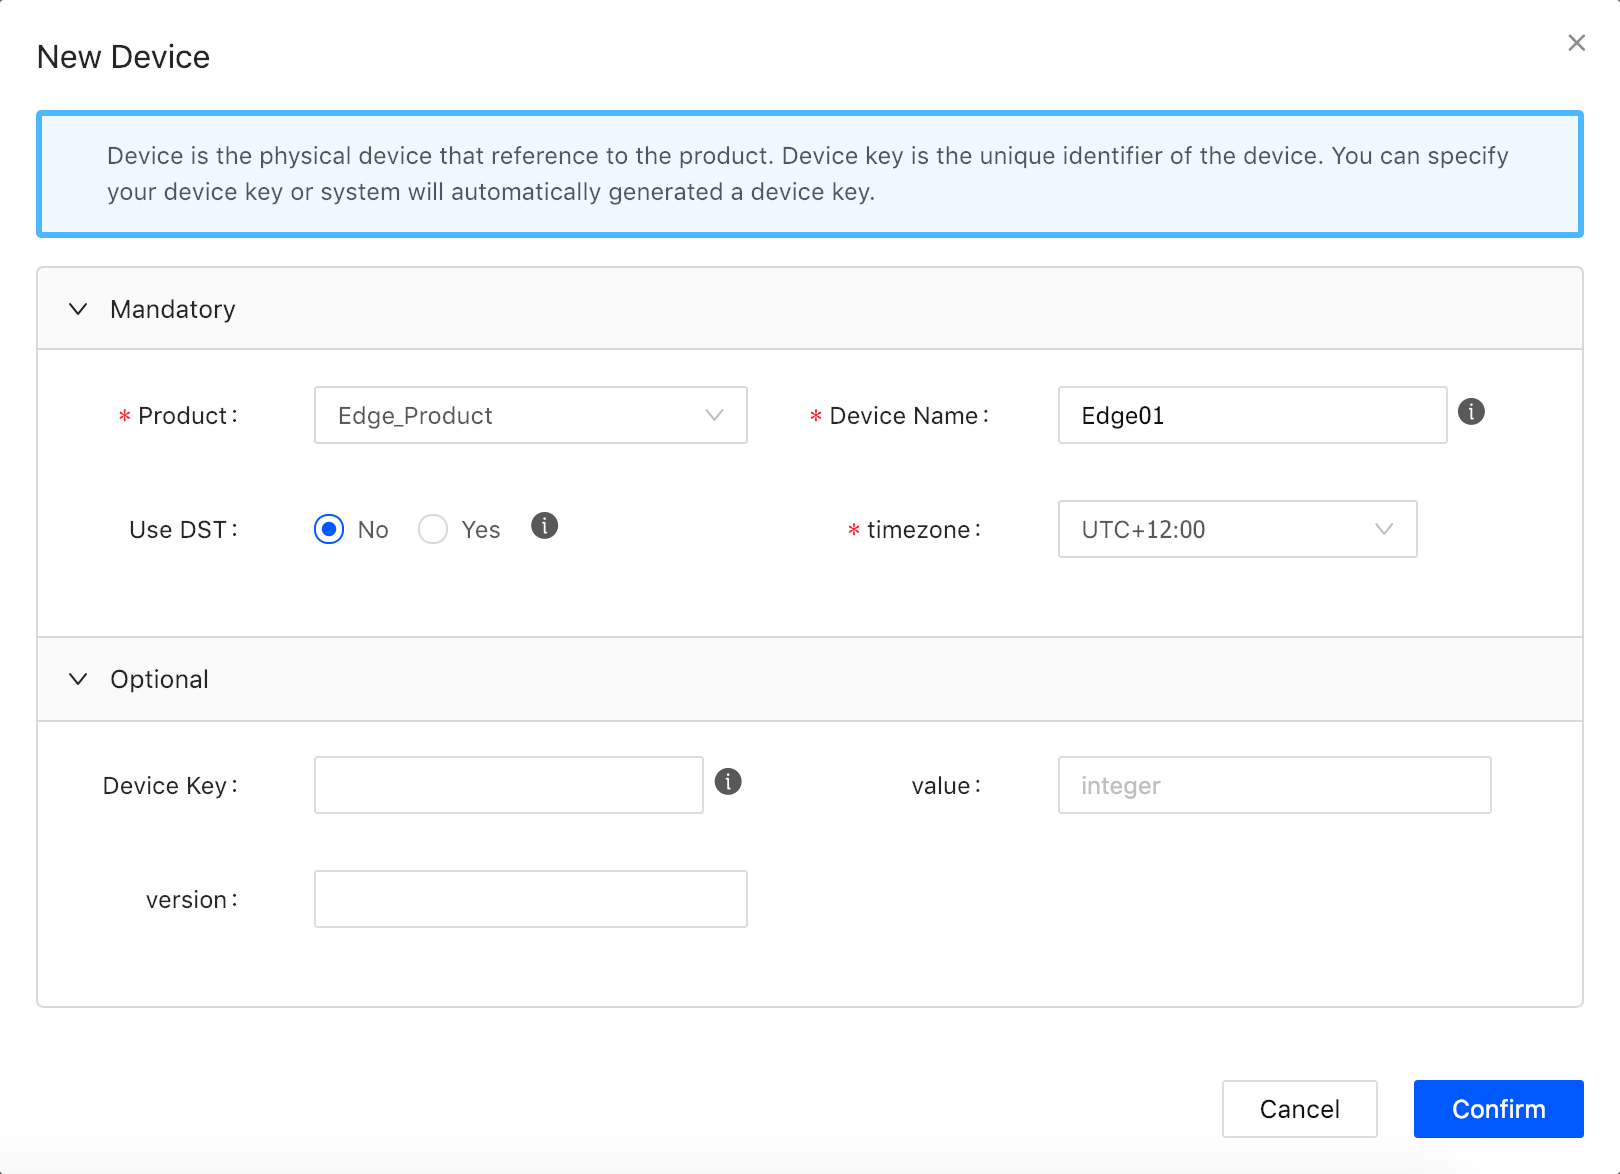 New Device
Device is the physical device that reference to the product. Device key is the unique identifier of the device. You can specify
your device key or system will automatically generated a device key.
Mandatory
* Product: Edge_Product * Device Name: Edge01
Use DST: No Yes * timezone: UTC+12:00
Optional
Device Key: value: integer
version:
Cancel Confirm